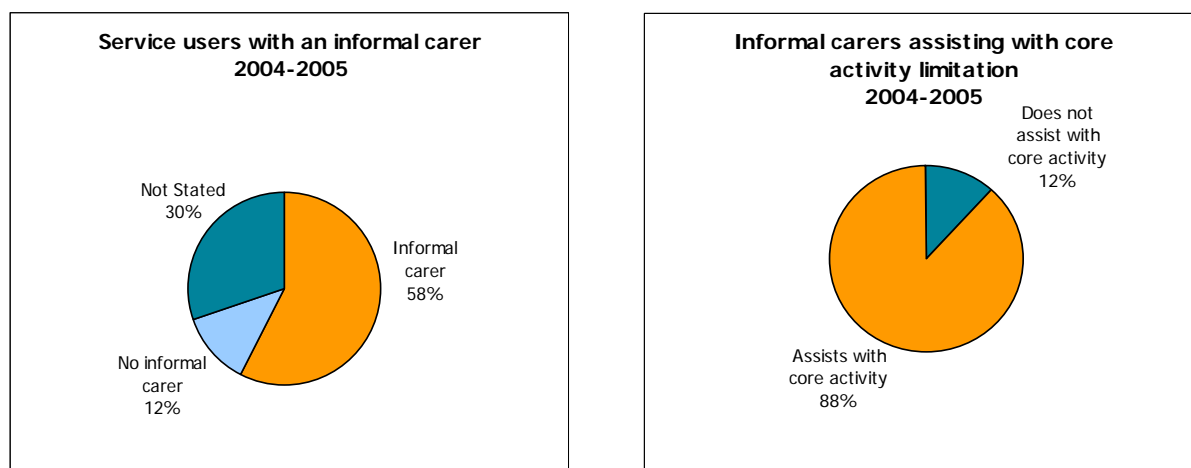 Service users with an informal carer
2004-2005
Not Stated
30%
Informal
carer
58%
No informal
carer
12%
Informal carers assisting with core
activity limitation
2004-2005
Does not
assist with
core activity
12%
Assists with
core activity
88%